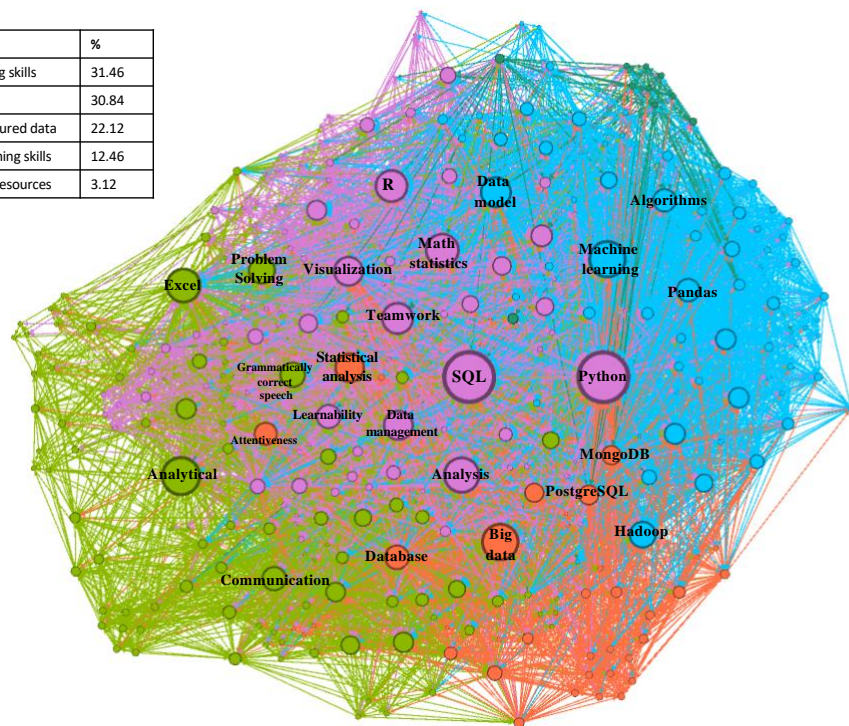 %
g skills 31.46
30.84
ured data 22.12
ning skills 12.46
resources 3.12
R
Data
model
Algorithms
Math
statistics
Machine
learning
Problem
Solving
Visualization
Excel
Pandas
Teamwork
Grammatically
correct
speech
Statistical
analysis
SQL
Python
Learnability
Data
management
Attentiveness
MongoDB
Analytical
Analysis
PostgreSQL
Hadoop
Big
data
Database
Communication